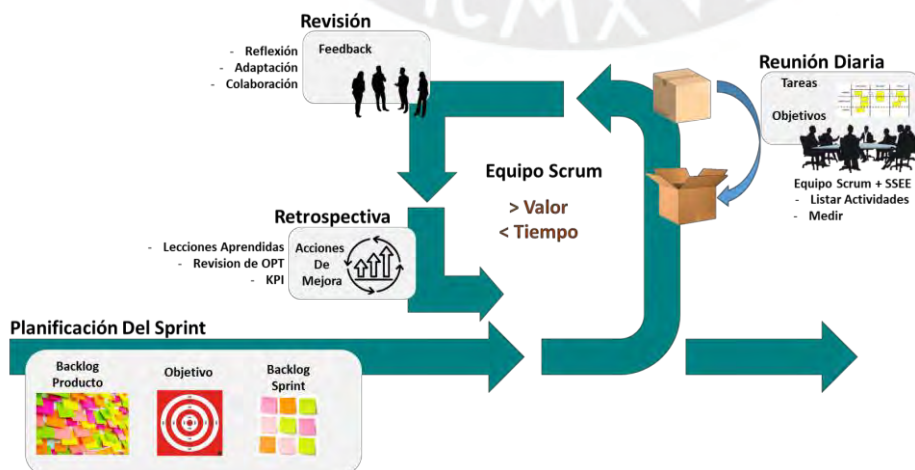 CMX
Revisión
- Reflexión
- Adaptación
- Colaboración
Feedback
Reunión Diaria
Tareas
Objetivos
Equipo Scrum + SSEE
- Listar Actividades
- Medir
Equipo Scrum
> Valor
< Tiempo
Retrospectiva
- Lecciones Aprendidas
- Revision de OPT
- KPI
Acciones
De
Mejora
Planificación Del Sprint
Backlog
Producto
Objetivo
Backlog
Sprint